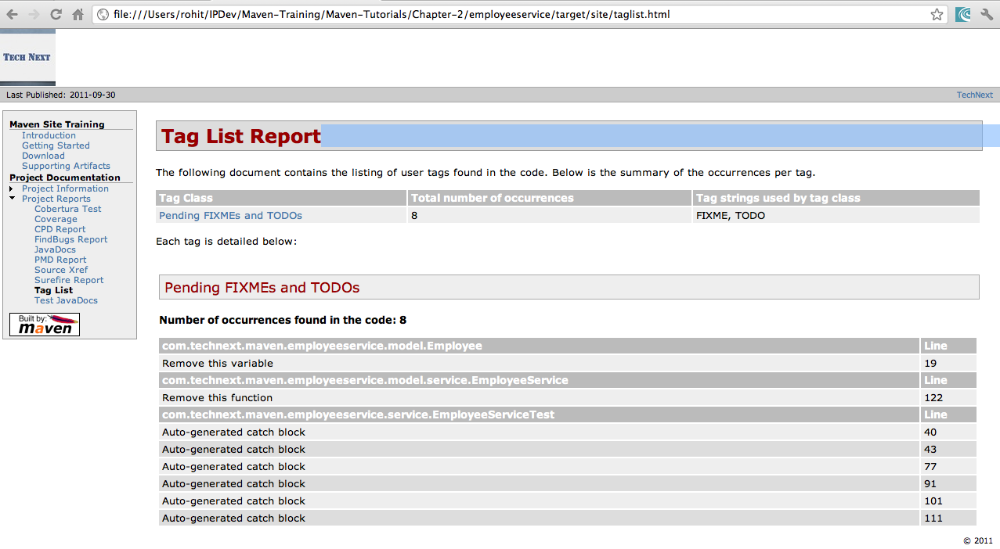 file:///Users/rohit/IPDev/Maven-Training/Maven-Tutorials/Chapter-2/employeeservice/target/site/taglist.html
TECH NEXT
Last Published: 2011-09-30
TechNext
Maven Site Training
Introduction
Getting Started
Download
Supporting Artifacts
Project Documentation
Project Information
Project Reports
Cobertura Test
Coverage
CPD Report
FindBugs Report
JavaDocs
PMD Report
Source Xref
Surefire Report
Tag List
Test JavaDocs
Built by:
maven
Tag List Report
The following document contains the listing of user tags found in the code. Below is the summary of the occurrences per tag.
Tag Class Total number of occurrences Tag strings used by tag class
Pending FIXMEs and TODOs 8 FIXME, TODO
Each tag is detailed below:
Pending FIXMEs and TODOs
Number of occurrences found in the code: 8
com.technext.maven.employeeservice.model.Employee Line
Remove this variable 19
com.technext.maven.employeeservice.model.service.EmployeeService Line
Remove this function 122
com.technext.maven.employeeservice.service.EmployeeServiceTest Line
Auto-generated catch block 40
Auto-generated catch block 43
Auto-generated catch block 77
Auto-generated catch block 91
Auto-generated catch block 101
Auto-generated catch block 111
© 2011